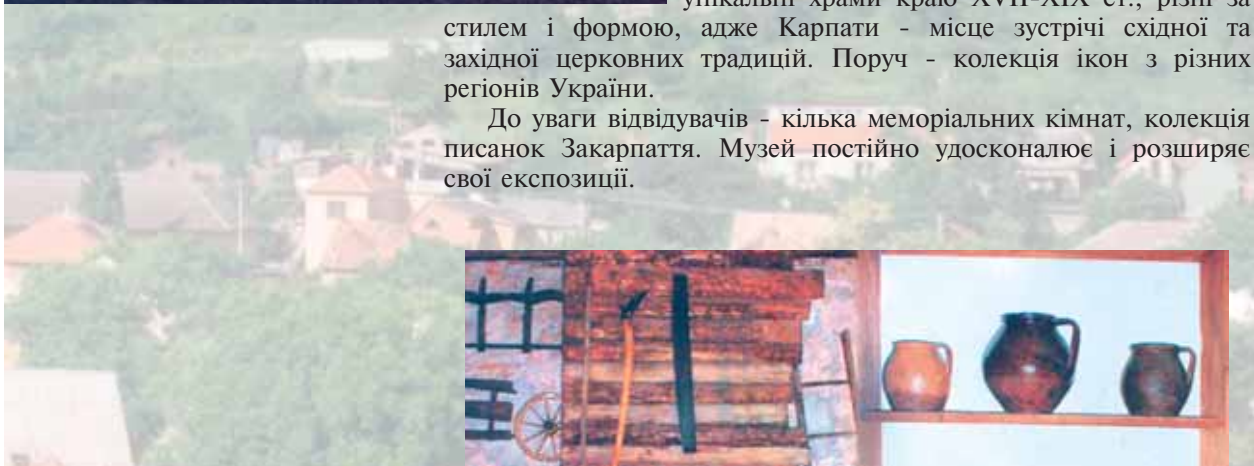 унікальні храми краю XVII-XIX ст., різні за
стилем і формою, адже Карпати - місце зустрічі східної та
західної церковних традицій. Поруч - колекція ікон з різних
регіонів України.
До уваги відвідувачів - кілька меморіальних кімнат, колекція
писанок Закарпаття. Музей постійно удосконалює і розширяє
свої експозиції.